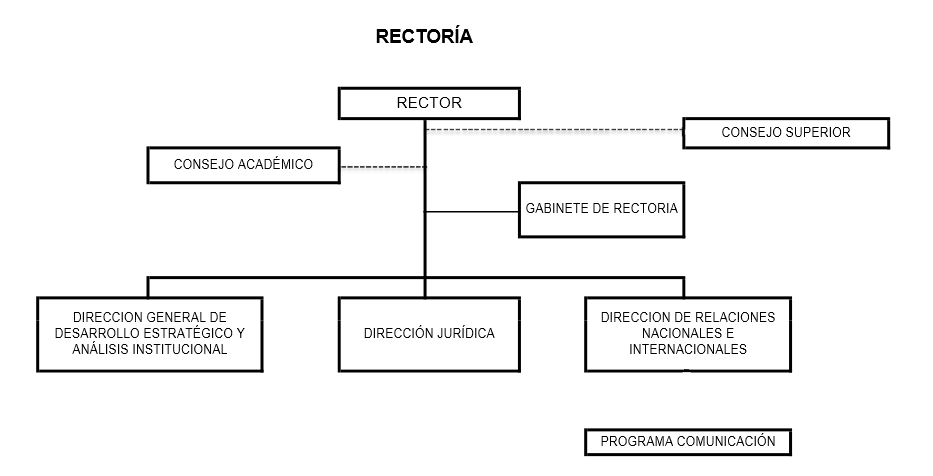 RECTORÍA
RECTOR
CONSEJO SUPERIOR
CONSEJO ACADÉMICO
GABINETE DE RECTORIA
DIRECCION GENERAL DE
DESARROLLO ESTRATÉGICO Y
ANÁLISIS INSTITUCIONAL
DIRECCIÓN JURÍDICA
DIRECCION DE RELACIONES
NACIONALES E
INTERNACIONALES
PROGRAMA COMUNICACIÓN